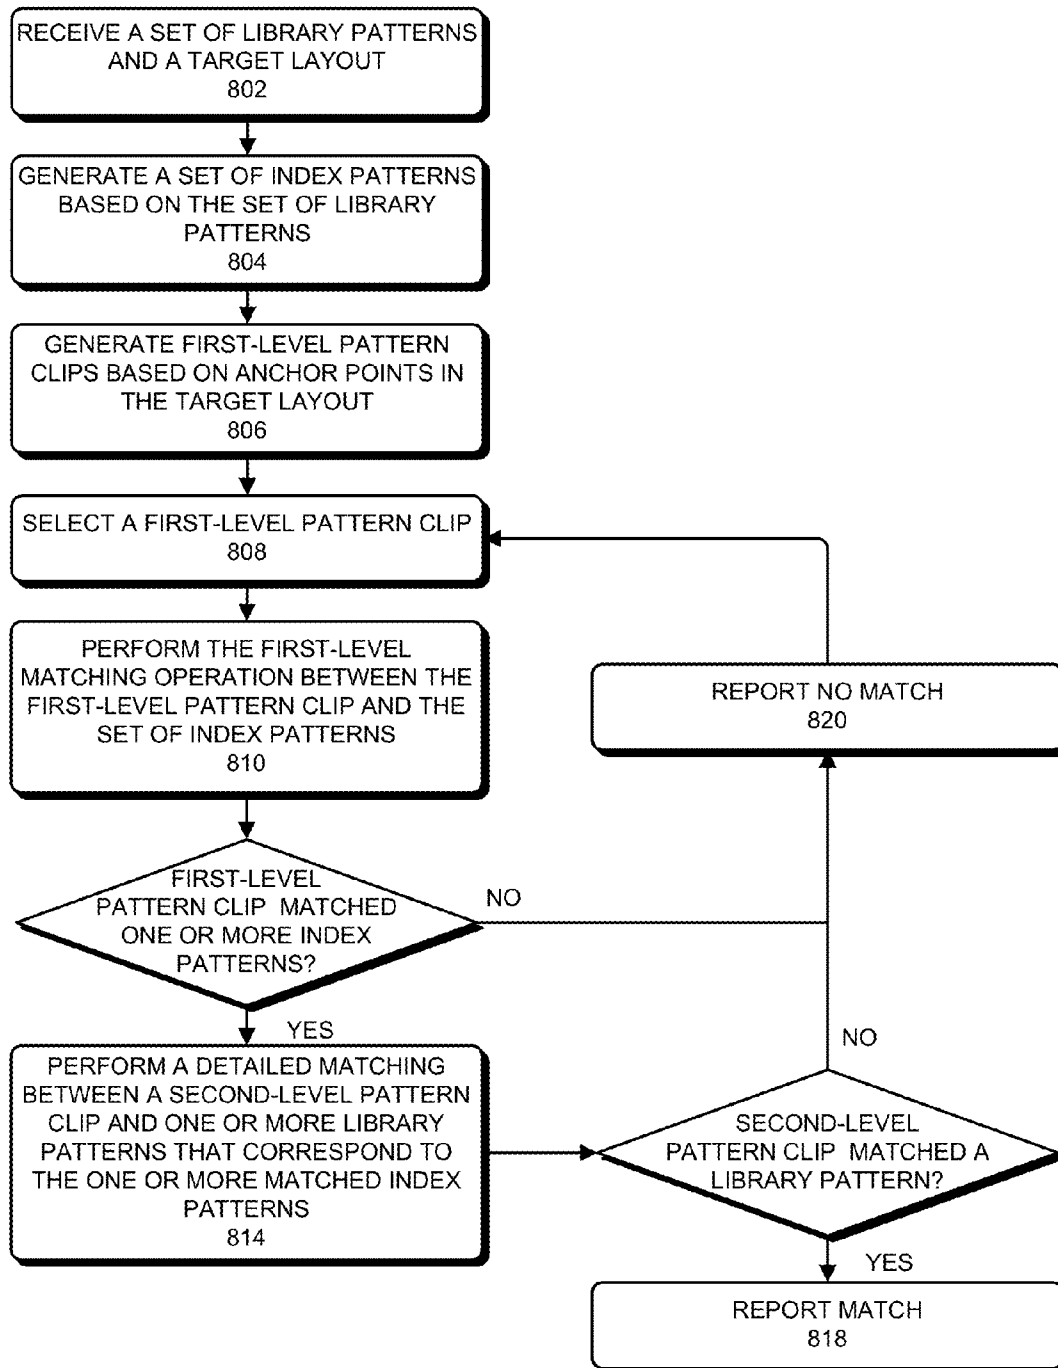 RECEIVE A SET OF LIBRARY PATTERNS
AND A TARGET LAYOUT
802
GENERATE A SET OF INDEX PATTERNS
BASED ON THE SET OF LIBRARY
PATTERNS
804
GENERATE FIRST-LEVEL PATTERN
CLIPS BASED ON ANCHOR POINTS IN
THE TARGET LAYOUT
806
SELECT A FIRST-LEVEL PATTERN CLIP
808
PERFORM THE FIRST-LEVEL
MATCHING OPERATION BETWEEN THE
FIRST-LEVEL PATTERN CLIP AND THE
SET OF INDEX PATTERNS
810
REPORT NO MATCH
820
FIRST-LEVEL
PATTERN CLIP MATCHED
ONE OR MORE INDEX
PATTERNS?
NO
YES
PERFORM A DETAILED MATCHING
BETWEEN A SECOND-LEVEL PATTERN
CLIP AND ONE OR MORE LIBRARY
PATTERNS THAT CORRESPOND TO
THE ONE OR MORE MATCHED INDEX
PATTERNS
814
NO
SECOND-LEVEL
PATTERN CLIP MATCHED A
LIBRARY PATTERN?
YES
REPORT MATCH
818